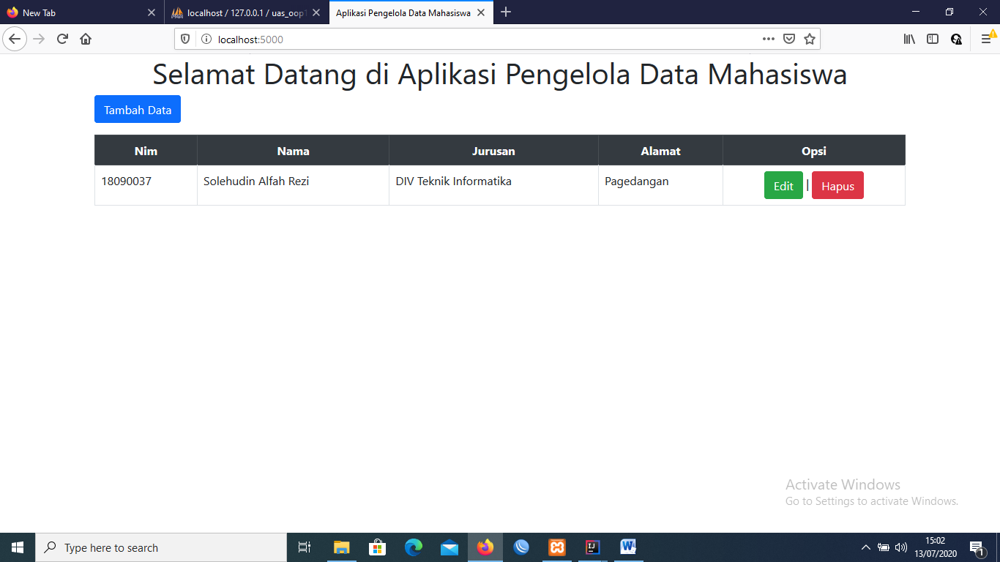 New Tab
localhost / 127.0.0.1 / uas_oop1
Aplikasi Pengelola Data Mahasiswa
localhost:5000
Selamat Datang di Aplikasi Pengelola Data Mahasiswa
Tambah Data
Nim Nama Jurusan Alamat Opsi
18090037 Solehudin Alfah Rezi DIV Teknik Informatika Pagedangan Edit | Hapus
Activate Windows
Go to Settings to activate Windows.
Type here to search
15:02
13/07/2020
1